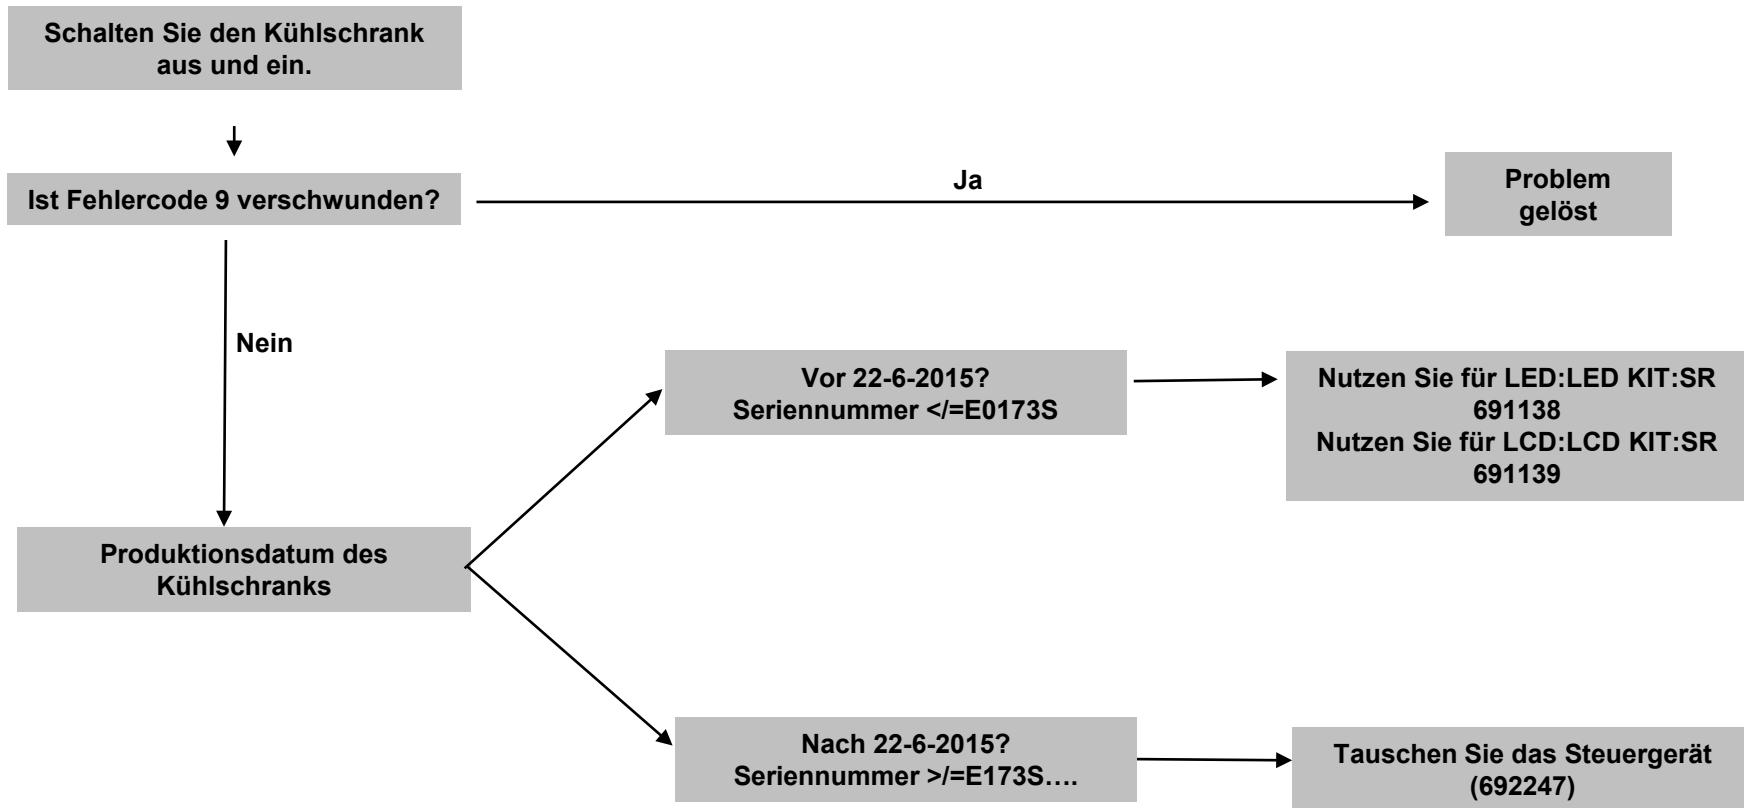 Schalten Sie den Kühlschrank
aus und ein.
Ist Fehlercode 9 verschwunden?
Ja
Problem
gelöst
Nein
Vor 22-6-2015?
Seriennummer </=E0173S
Nutzen Sie für LED:LED KIT:SR
691138
Nutzen Sie für LCD:LCD KIT:SR
691139
Produktionsdatum des
Kühlschranks
Nach 22-6-2015?
Seriennummer >/=E173S….
Tauschen Sie das Steuergerät
(692247)